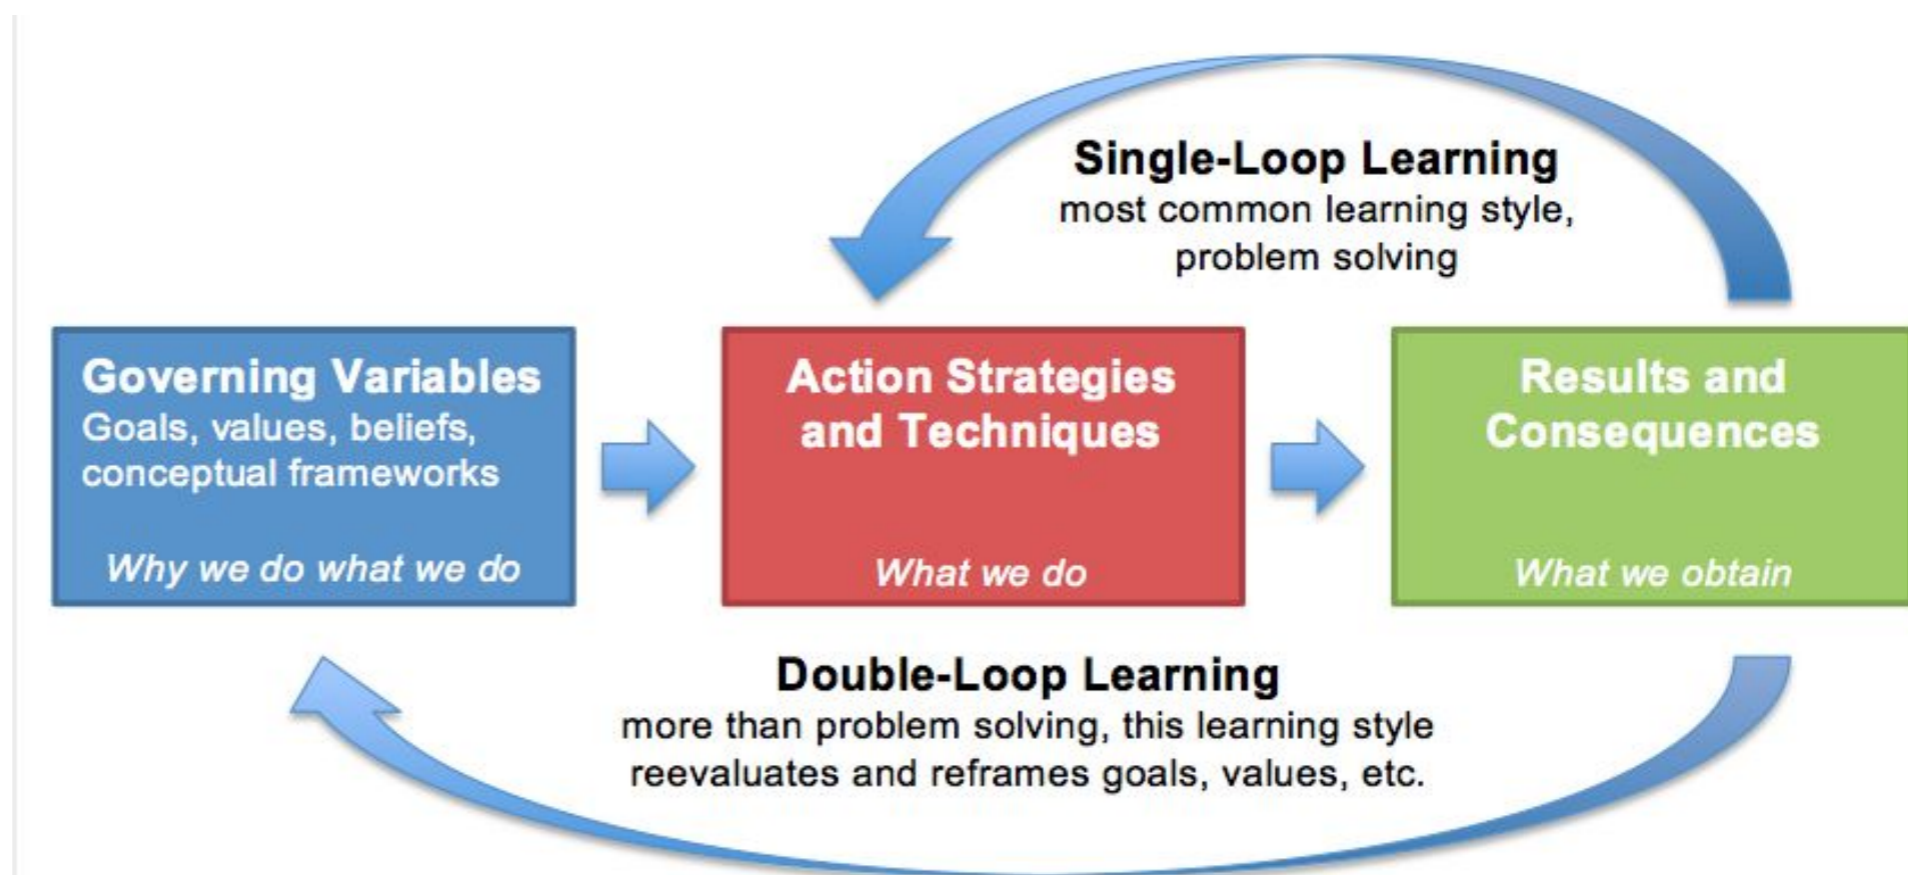 Single-Loop Learning
most common learning style,
problem solving
Governing Variables
Goals, values, beliefs,
conceptual frameworks
Why we do what we do
Action Strategies
and Techniques
What we do
Results and
Consequences
What we obtain
Double-Loop Learning
more than problem solving, this learning style
reevaluates and reframes goals, values, etc.